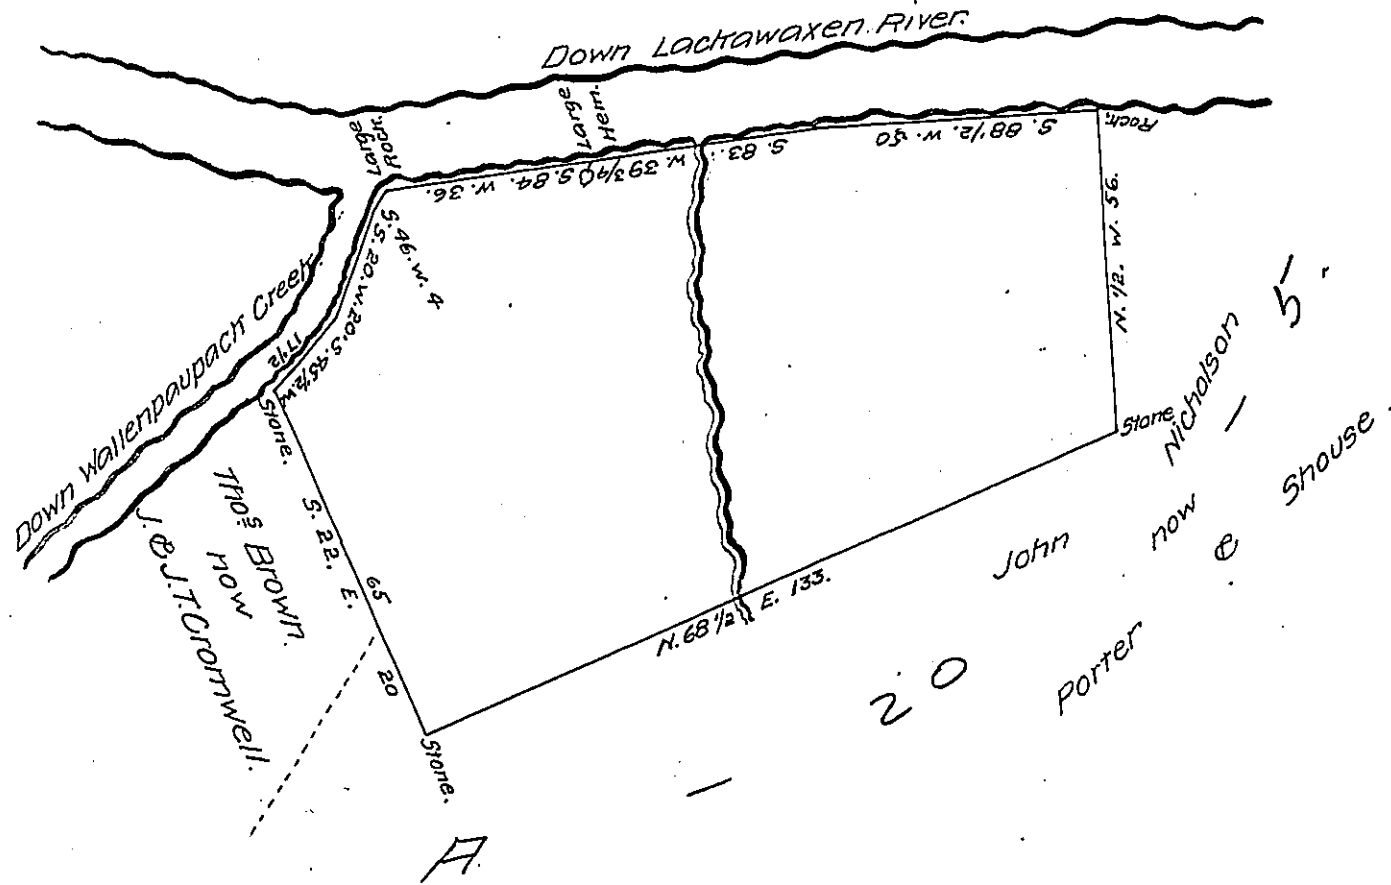 Down Lackawaxen River.
Large
Hem.
Large
Rock.
Rock.
S. 88 1/2. W. 50
S. 83.
W. 39 3/4
S. 84. W. 36.
S. 46. W. 4
S. 20. W. 20
S. 45 1/2. W.
17 1/2
N. 1/2. W. 56.
Down Wallenpaupack Creek.
Stone.
Stone
Thos. Brown.
now
J. & J. T. Cromwell.
S. 22. E.
65
20
N. 68 1/2 E. 133.
Stone.
John Nicholson
now
Porter & Shouse.
A - 20 - 5